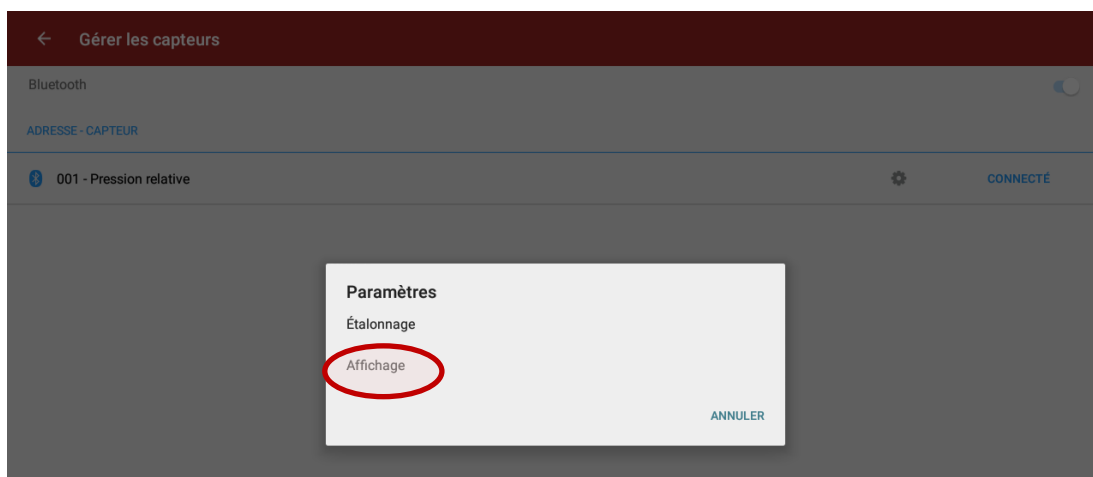 Gérer les capteurs
Bluetooth
ADRESSE - CAPTEUR
001 - Pression relative
CONNECTÉ
Paramètres
Étalonnage
Affichage
ANNULER